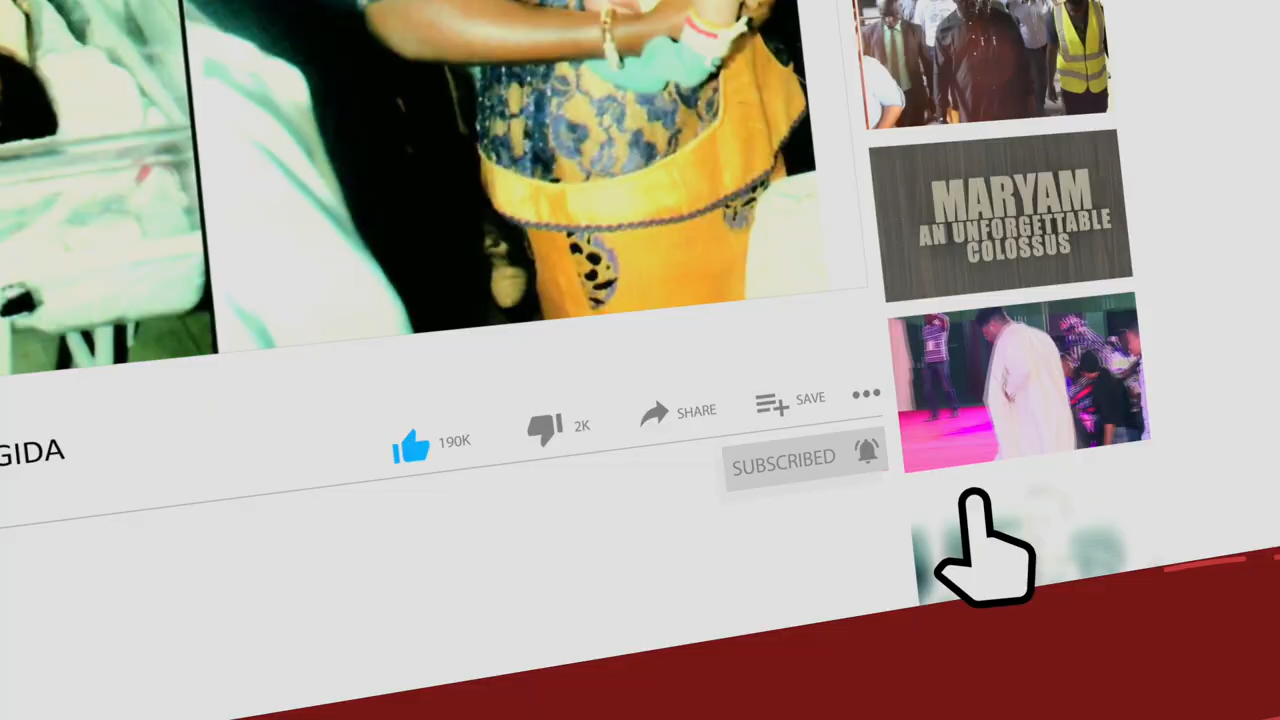 MARYAM
AN UNFORGETTABLE
COLOSSUS
GIDA
190K
2K
SHARE
SAVE
SUBSCRIBED